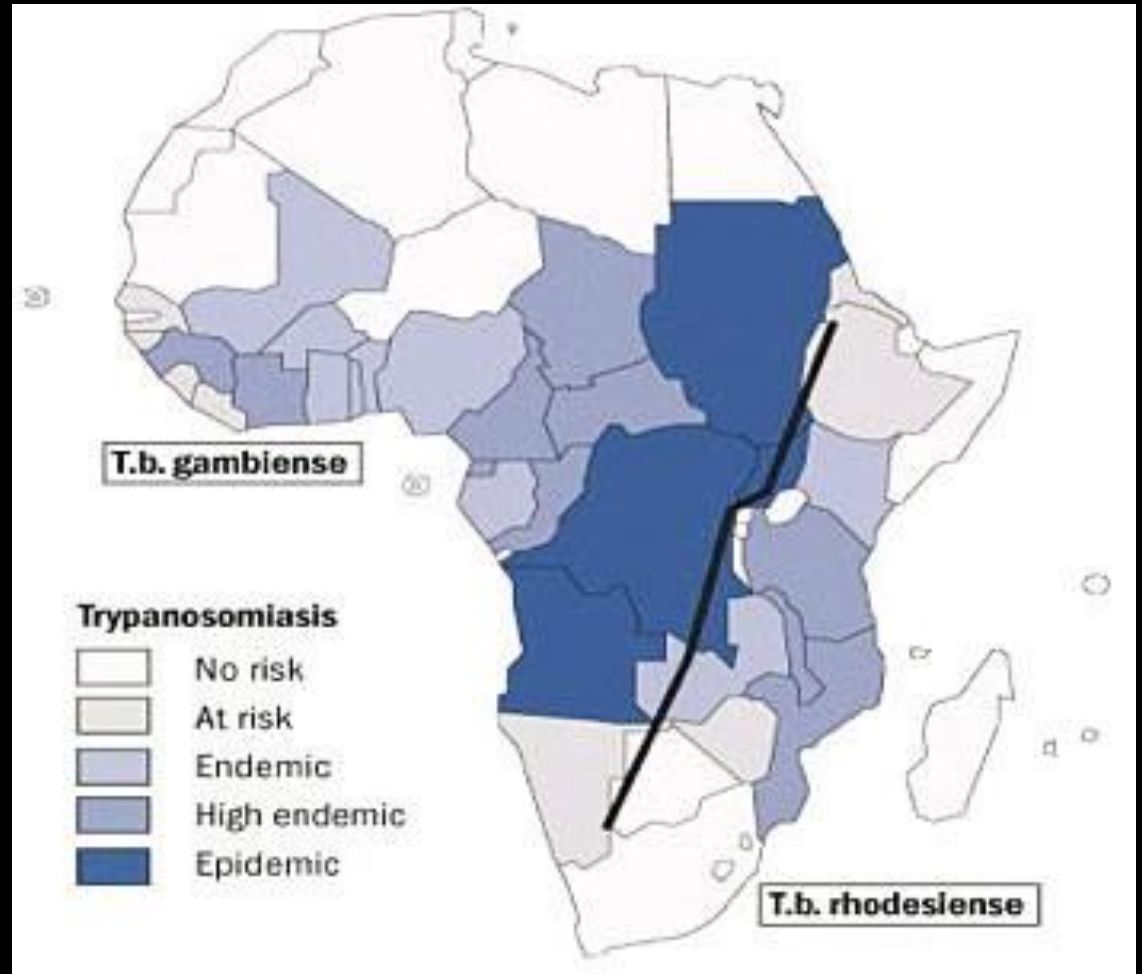 T.b. gambiense
Trypanosomiasis
No risk
At risk
Endemic
High endemic
Epidemic
T.b. rhodesiense